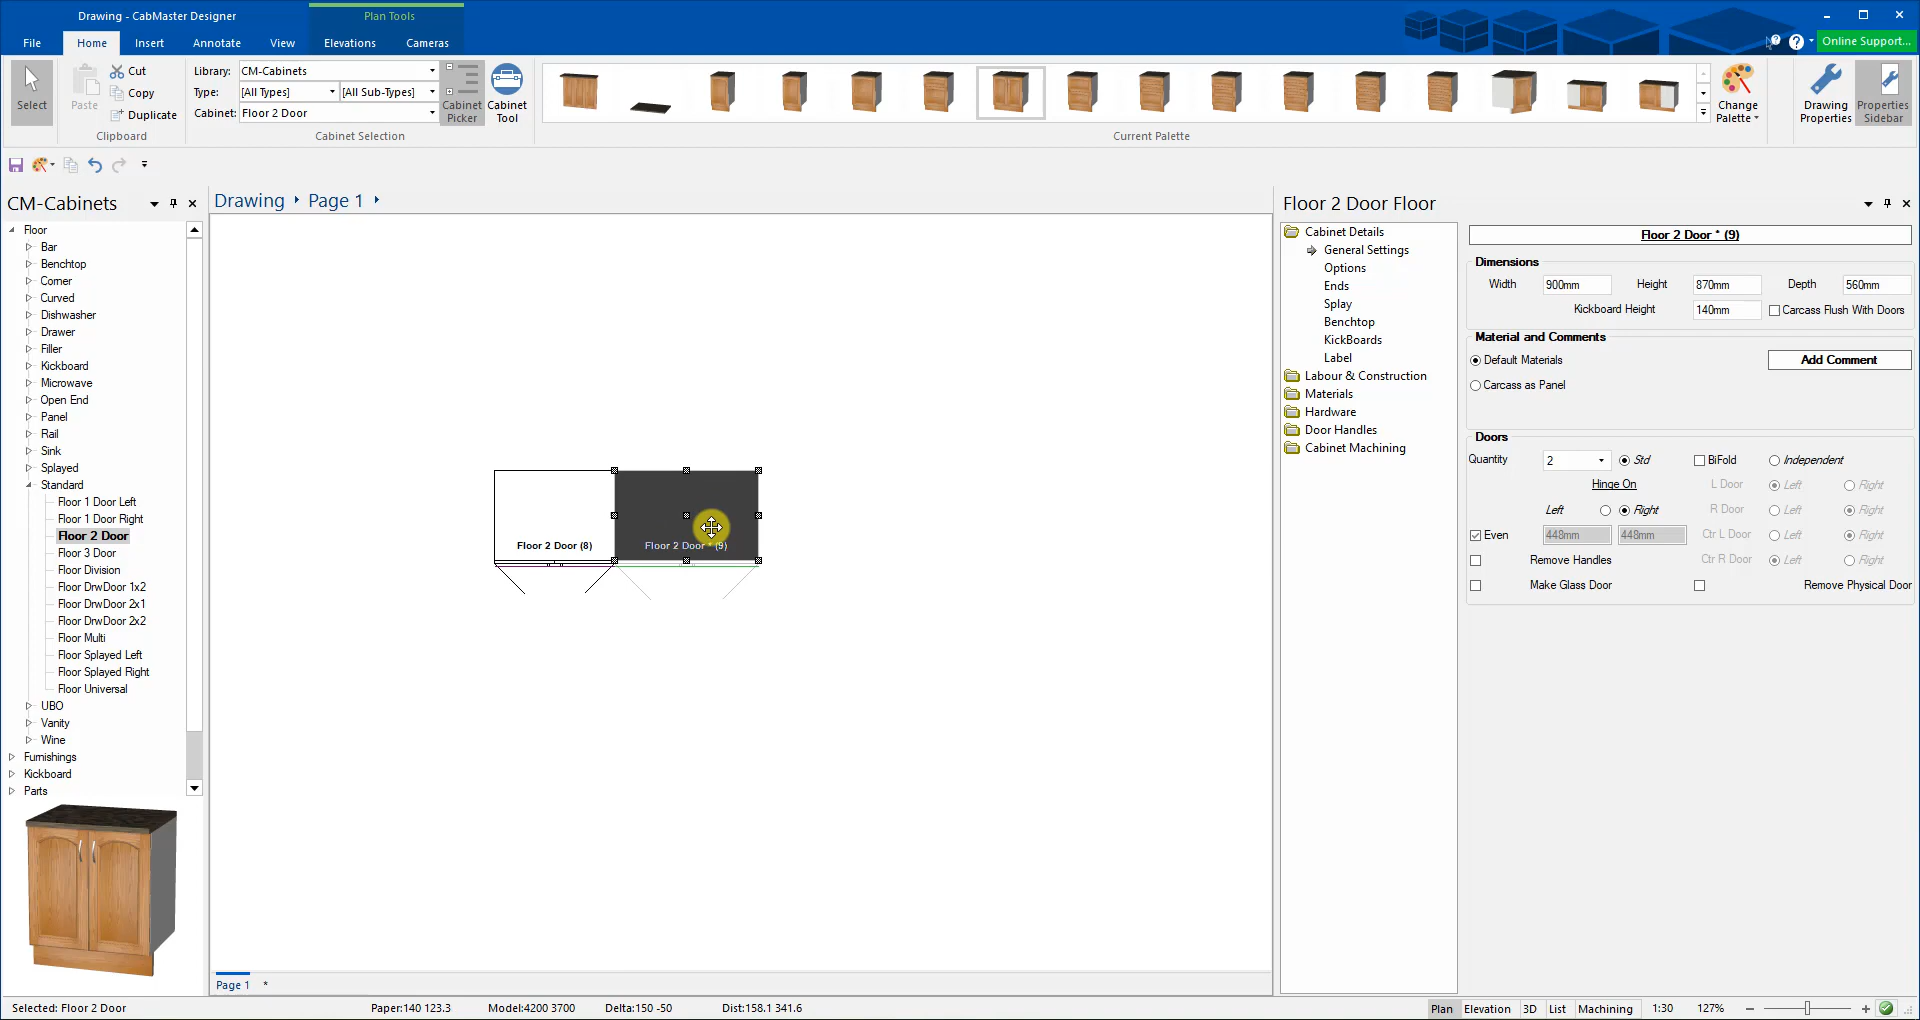 Drawing - CabMaster Designer
Plan Tools
File
Home
Insert
Annotate
View
Elevations
Cameras
Online Support...
Select
Paste
Cut
Copy
Duplicate
Clipboard
Library:
CM-Cabinets
Type:
[All Types]
[All Sub-Types]
Cabinet:
Floor 2 Door
Cabinet Picker
Cabinet Tool
Cabinet Selection
Current Palette
Change Palette
Drawing Properties
Properties Sidebar
CM-Cabinets
Floor
Bar
Benchtop
Corner
Curved
Dishwasher
Drawer
Filler
Kickboard
Microwave
Open End
Panel
Rail
Sink
Splayed
Standard
Floor 1 Door Left
Floor 1 Door Right
Floor 2 Door
Floor 3 Door
Floor Division
Floor DrwDoor 1x2
Floor DrwDoor 2x1
Floor DrwDoor 2x2
Floor Multi
Floor Splayed Left
Floor Splayed Right
Floor Universal
UBO
Vanity
Wine
Furnishings
Kickboard
Parts
Drawing
Page 1
Floor 2 Door (8)
Floor 2 Door * (9)
Page 1
*
Floor 2 Door Floor
Cabinet Details
General Settings
Options
Ends
Splay
Benchtop
KickBoards
Label
Labour & Construction
Materials
Hardware
Door Handles
Cabinet Machining
Floor 2 Door * (9)
Dimensions
Width
900mm
Height
870mm
Depth
560mm
Kickboard Height
140mm
Carcass Flush With Doors
Material and Comments
Default Materials
Add Comment
Carcass as Panel
Doors
Quantity
2
Std
BiFold
Independent
Hinge On
L Door
Left
Right
Left
Right
R Door
Left
Right
Even
448mm
448mm
Ctr L Door
Left
Right
Remove Handles
Ctr R Door
Left
Right
Make Glass Door
Remove Physical Door
Selected: Floor 2 Door
Paper:140 123.3
Model:4200 3700
Delta:150 -50
Dist:158.1 341.6
Plan
Elevation
3D
List
Machining
1:30
127%